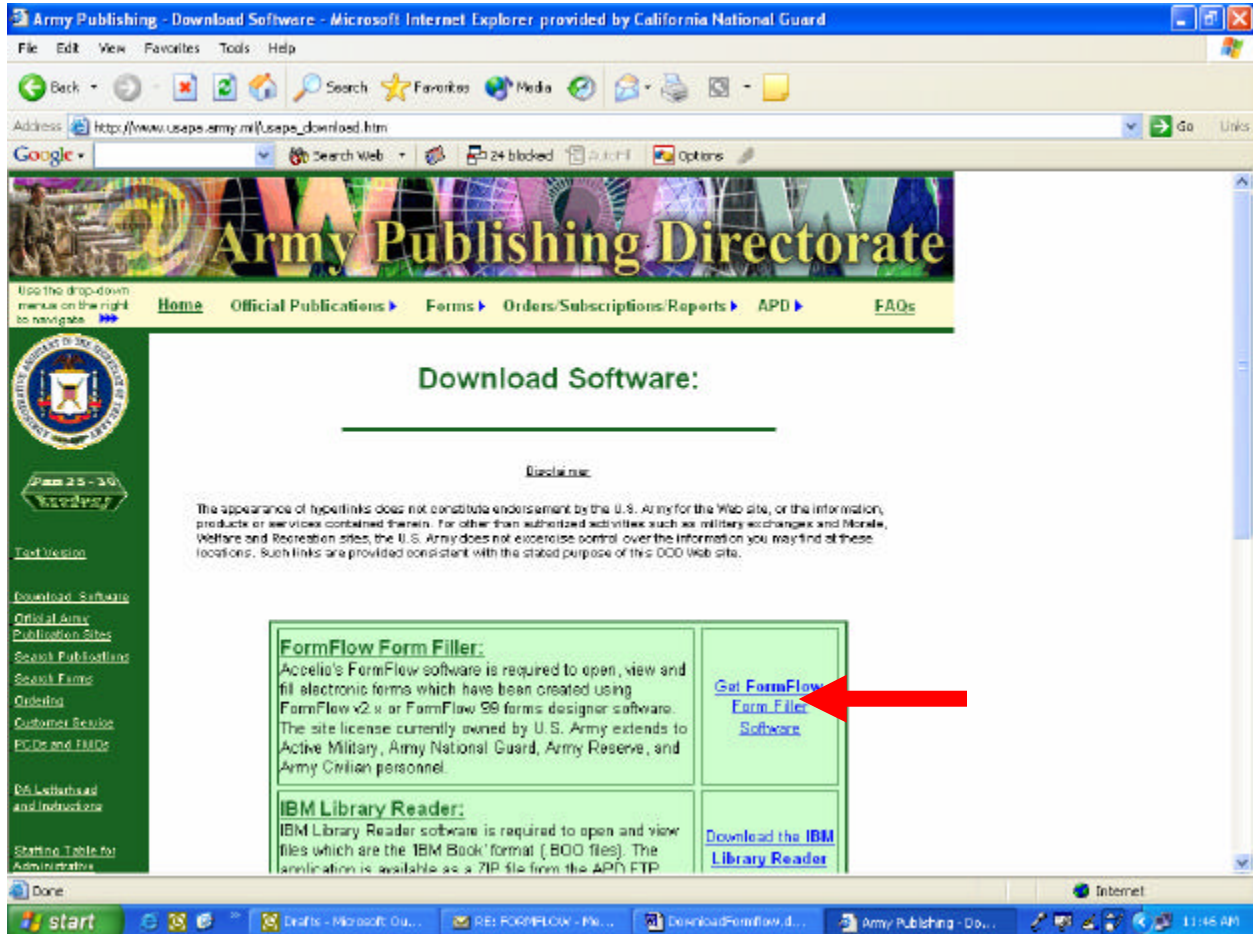 Army Publishing - Download Software - Microsoft Internet Explorer provided by California National Guard
File Edit View Favorites Tools Help
Back Search Favorites Media
Address http://www.usapa.army.mil/usapa_download.htm Go Links
Google Search Web 24 blocked AutoFill Options
Army Publishing Directorate
Use the drop-down
menus on the right
to navigate
Home Official Publications Forms Orders/Subscriptions/Reports APD FAQs
ADMINISTRATIVE ASSISTANT TO THE SECRETARY OF THE ARMY
Download Software:
Disclaimer
The appearance of hyperlinks does not constitute endorsement by the U.S. Army for the Web site, or the information,
products or services contained therein. For other than authorized activities such as military exchanges and Morale,
Welfare and Recreation sites, the U.S. Army does not excercise control over the information you may find at these
locations. Such links are provided consistent with the stated purpose of this DOD Web site.
Pam 25-30
Text Version
Download Software
Official Army
Publication Sites
Search Publications
Search Forms
Ordering
Customer Service
PCOs and FMOs
DA Letterhead
and Instructions
Staffing Table for
Administrative
FormFlow Form Filler:
Accelio's FormFlow software is required to open, view and
fill electronic forms which have been created using
FormFlow v2.x or FormFlow 99 forms designer software.
The site license currently owned by U.S. Army extends to
Active Military, Army National Guard, Army Reserve, and
Army Civilian personnel.
Get FormFlow
Form Filler
Software
IBM Library Reader:
IBM Library Reader software is required to open and view
files which are the 'IBM Book' format (.BOO files). The
application is available as a ZIP file from the APD FTP
Download the IBM
Library Reader
Done Internet
start Drafts - Microsoft Ou... RE: FORMFLOW - Me... DownloadFormflow.d... Army Publishing - Do... 11:46 AM